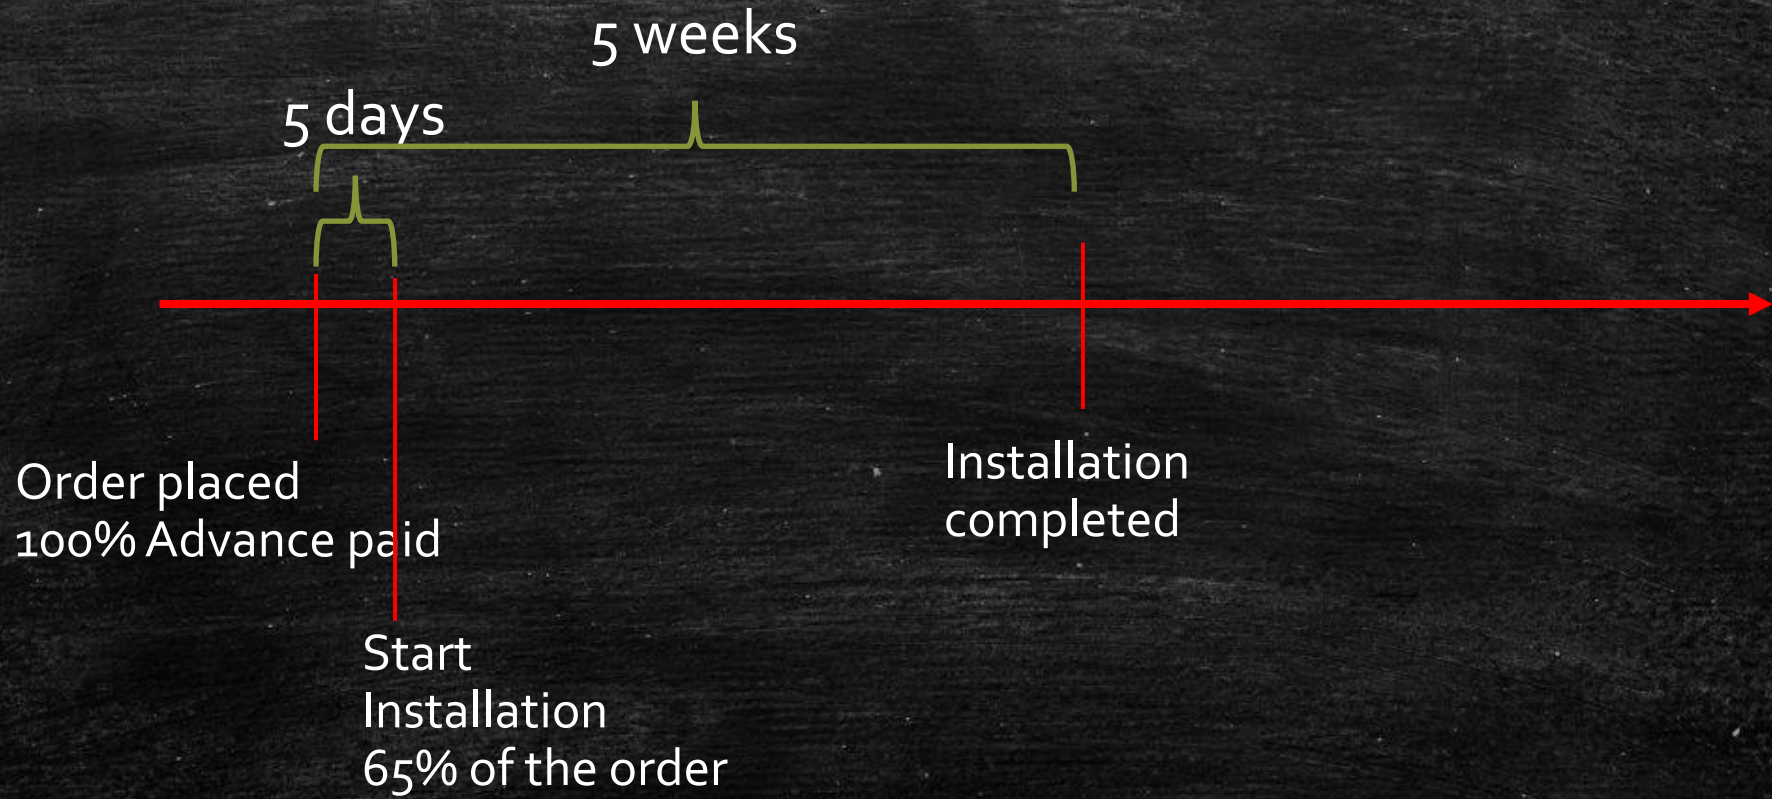 5 weeks
5 days
Order placed
100% Advance paid
Installation
completed
Start
Installation
65% of the order